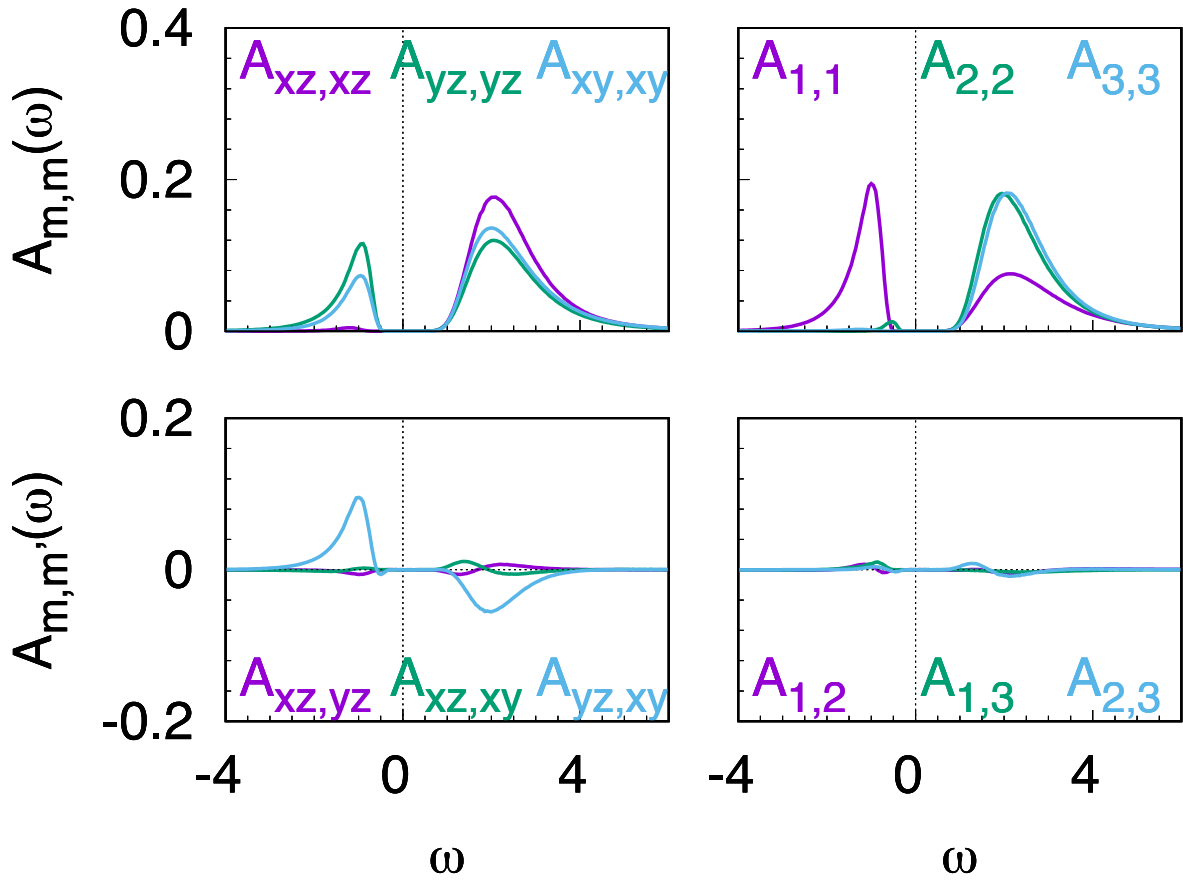 0.4
A_m,m(ω)
0.2
0
A_xz,xz A_yz,yz A_xy,xy
A_1,1 A_2,2 A_3,3
0.2
A_m,m’(ω)
0
-0.2
A_xz,yz A_xz,xy A_yz,xy
A_1,2 A_1,3 A_2,3
-4 0 4
-4 0 4
ω
ω